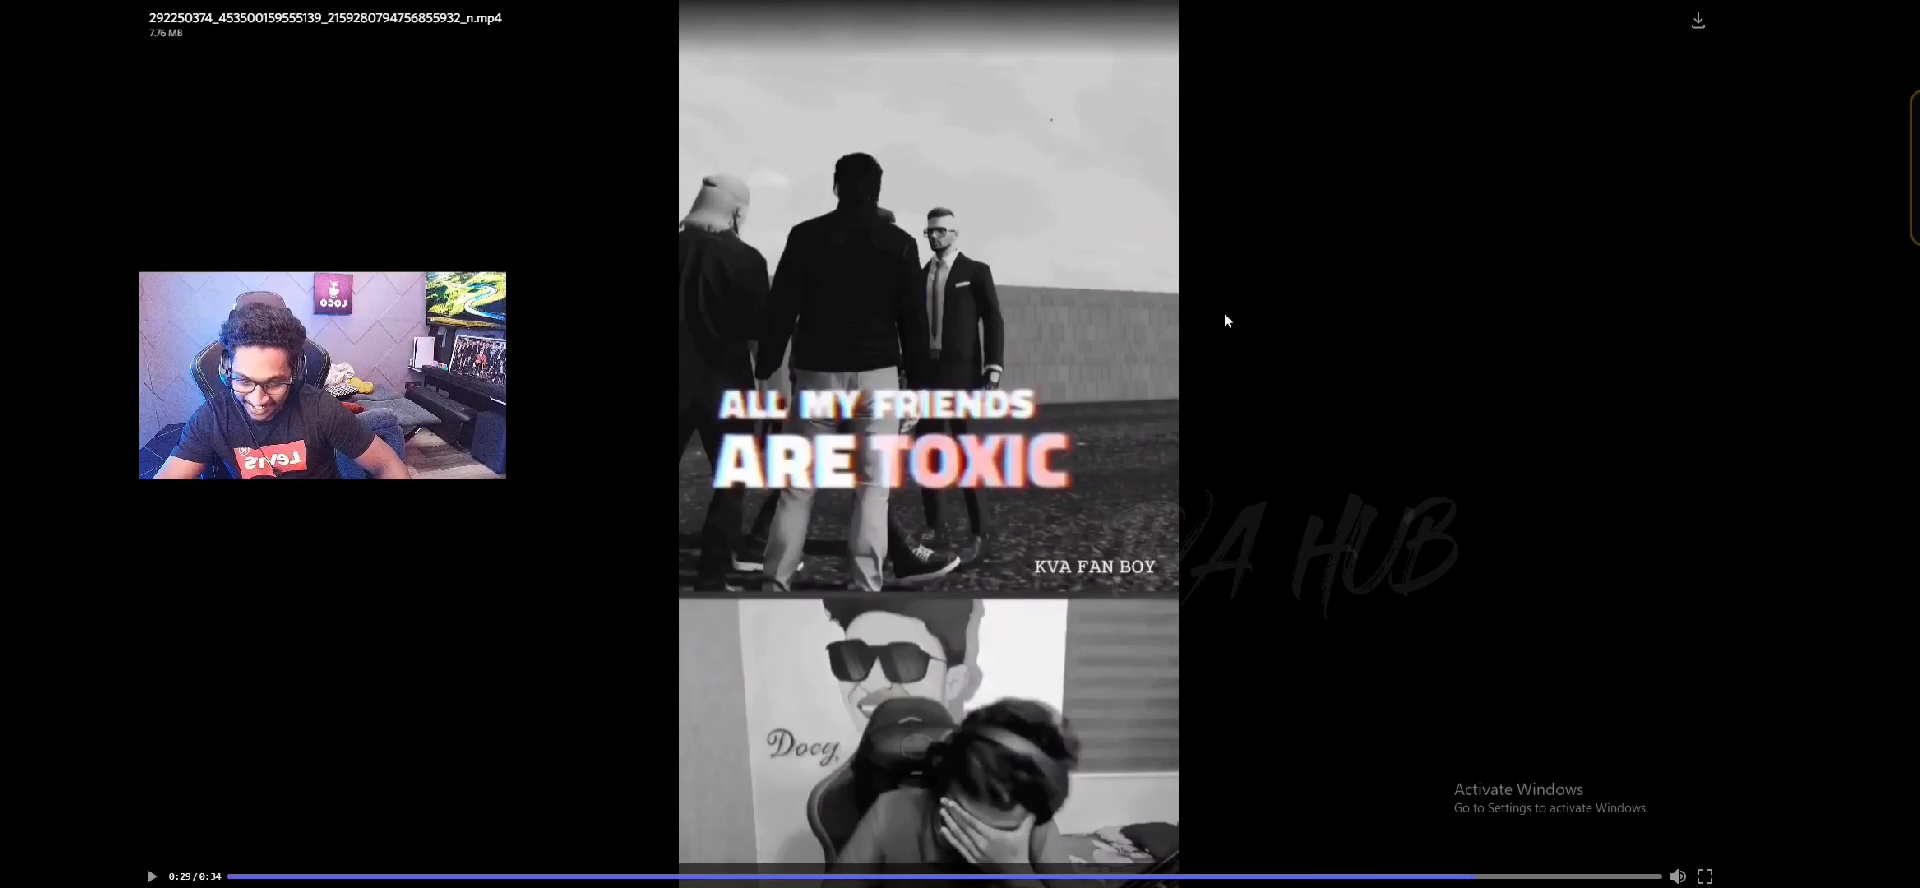 292250374_453500159555139_2159280794756855932_n.mp4
7.76 MB
LOCO
Levi's
ALL MY FRIENDS
ARE TOXIC
KVA FAN BOY
HUB
Docy
Activate Windows
Go to Settings to activate Windows.
0:29/0:34